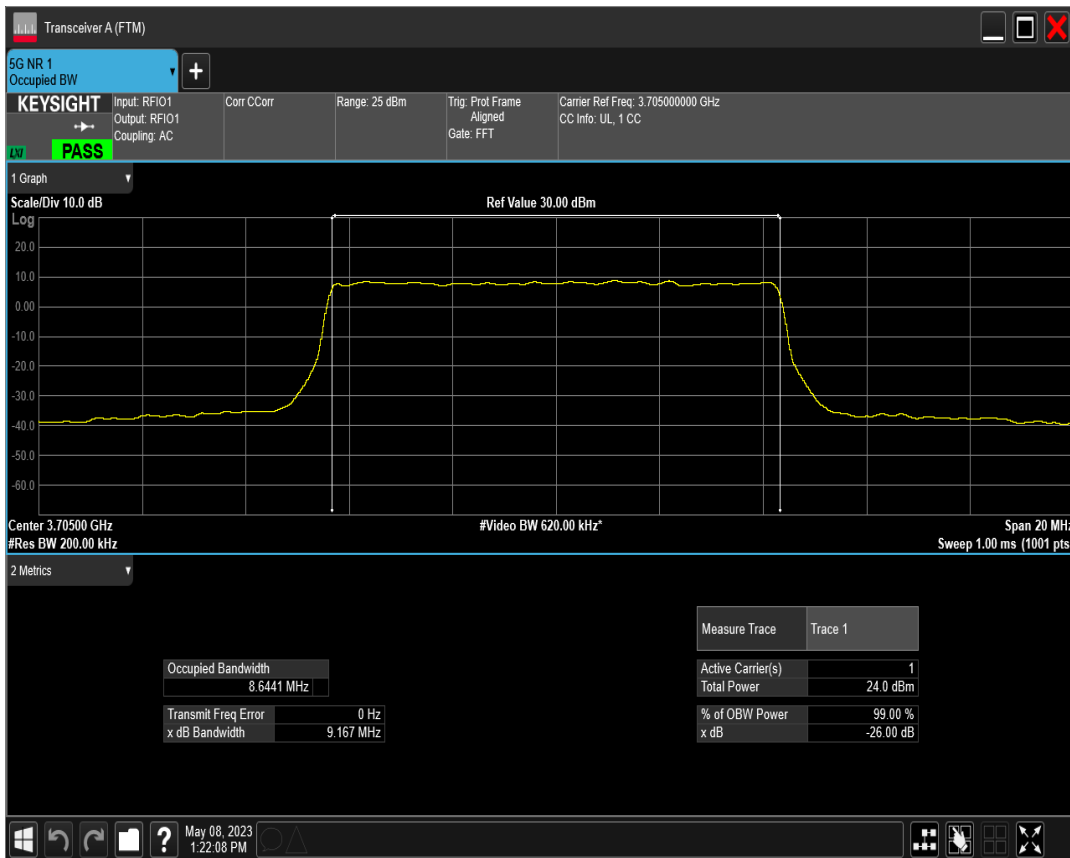 Transceiver A (FTM)
5G NR 1
Occupied BW
+
KEYSIGHT
LXI
PASS
Input: RFIO1
Output: RFIO1
Coupling: AC
Corr CCorr
Range: 25 dBm
Trig: Prot Frame
Aligned
Gate: FFT
Carrier Ref Freq: 3.705000000 GHz
CC Info: UL, 1 CC
1 Graph
Scale/Div 10.0 dB
Ref Value 30.00 dBm
Log
20.0
10.0
0.00
-10.0
-20.0
-30.0
-40.0
-50.0
-60.0
Center 3.70500 GHz
#Video BW 620.00 kHz*
Span 20 MHz
#Res BW 200.00 kHz
Sweep 1.00 ms (1001 pts
2 Metrics
Measure Trace Trace 1
Occupied Bandwidth
8.6441 MHz
Transmit Freq Error 0 Hz
x dB Bandwidth 9.167 MHz
Active Carrier(s) 1
Total Power 24.0 dBm
% of OBW Power 99.00 %
x dB -26.00 dB
?
May 08, 2023
1:22:08 PM